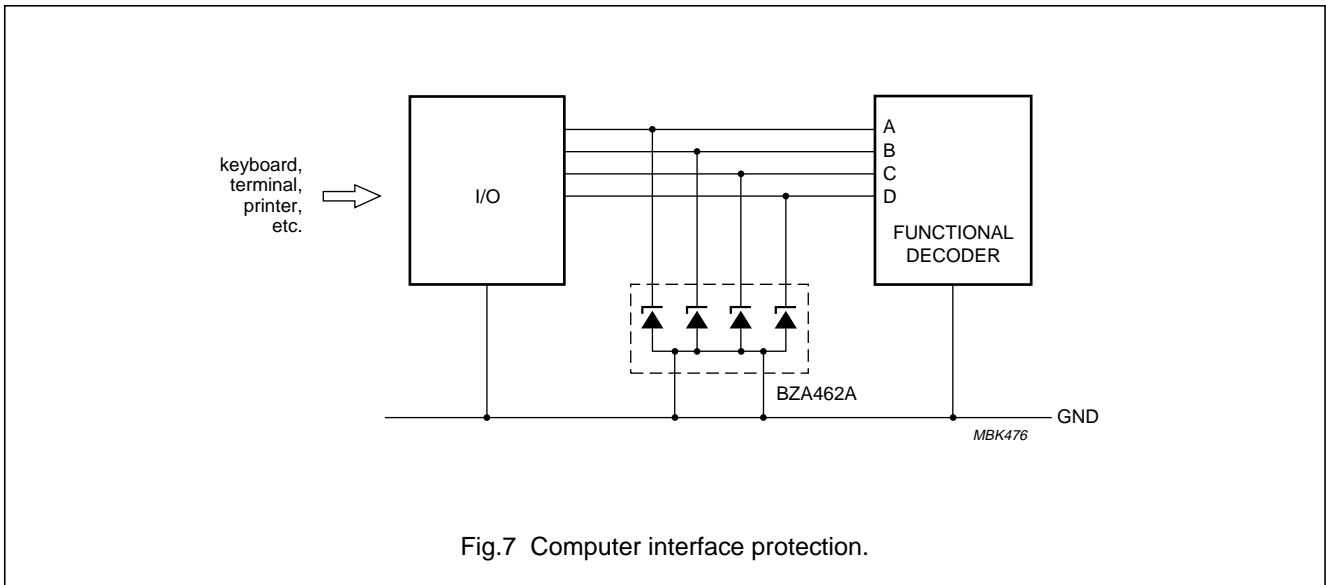 keyboard,
terminal,
printer,
etc.
I/O
A
B
C
D
FUNCTIONAL
DECODER
BZA462A
GND
MBK476
Fig.7 Computer interface protection.